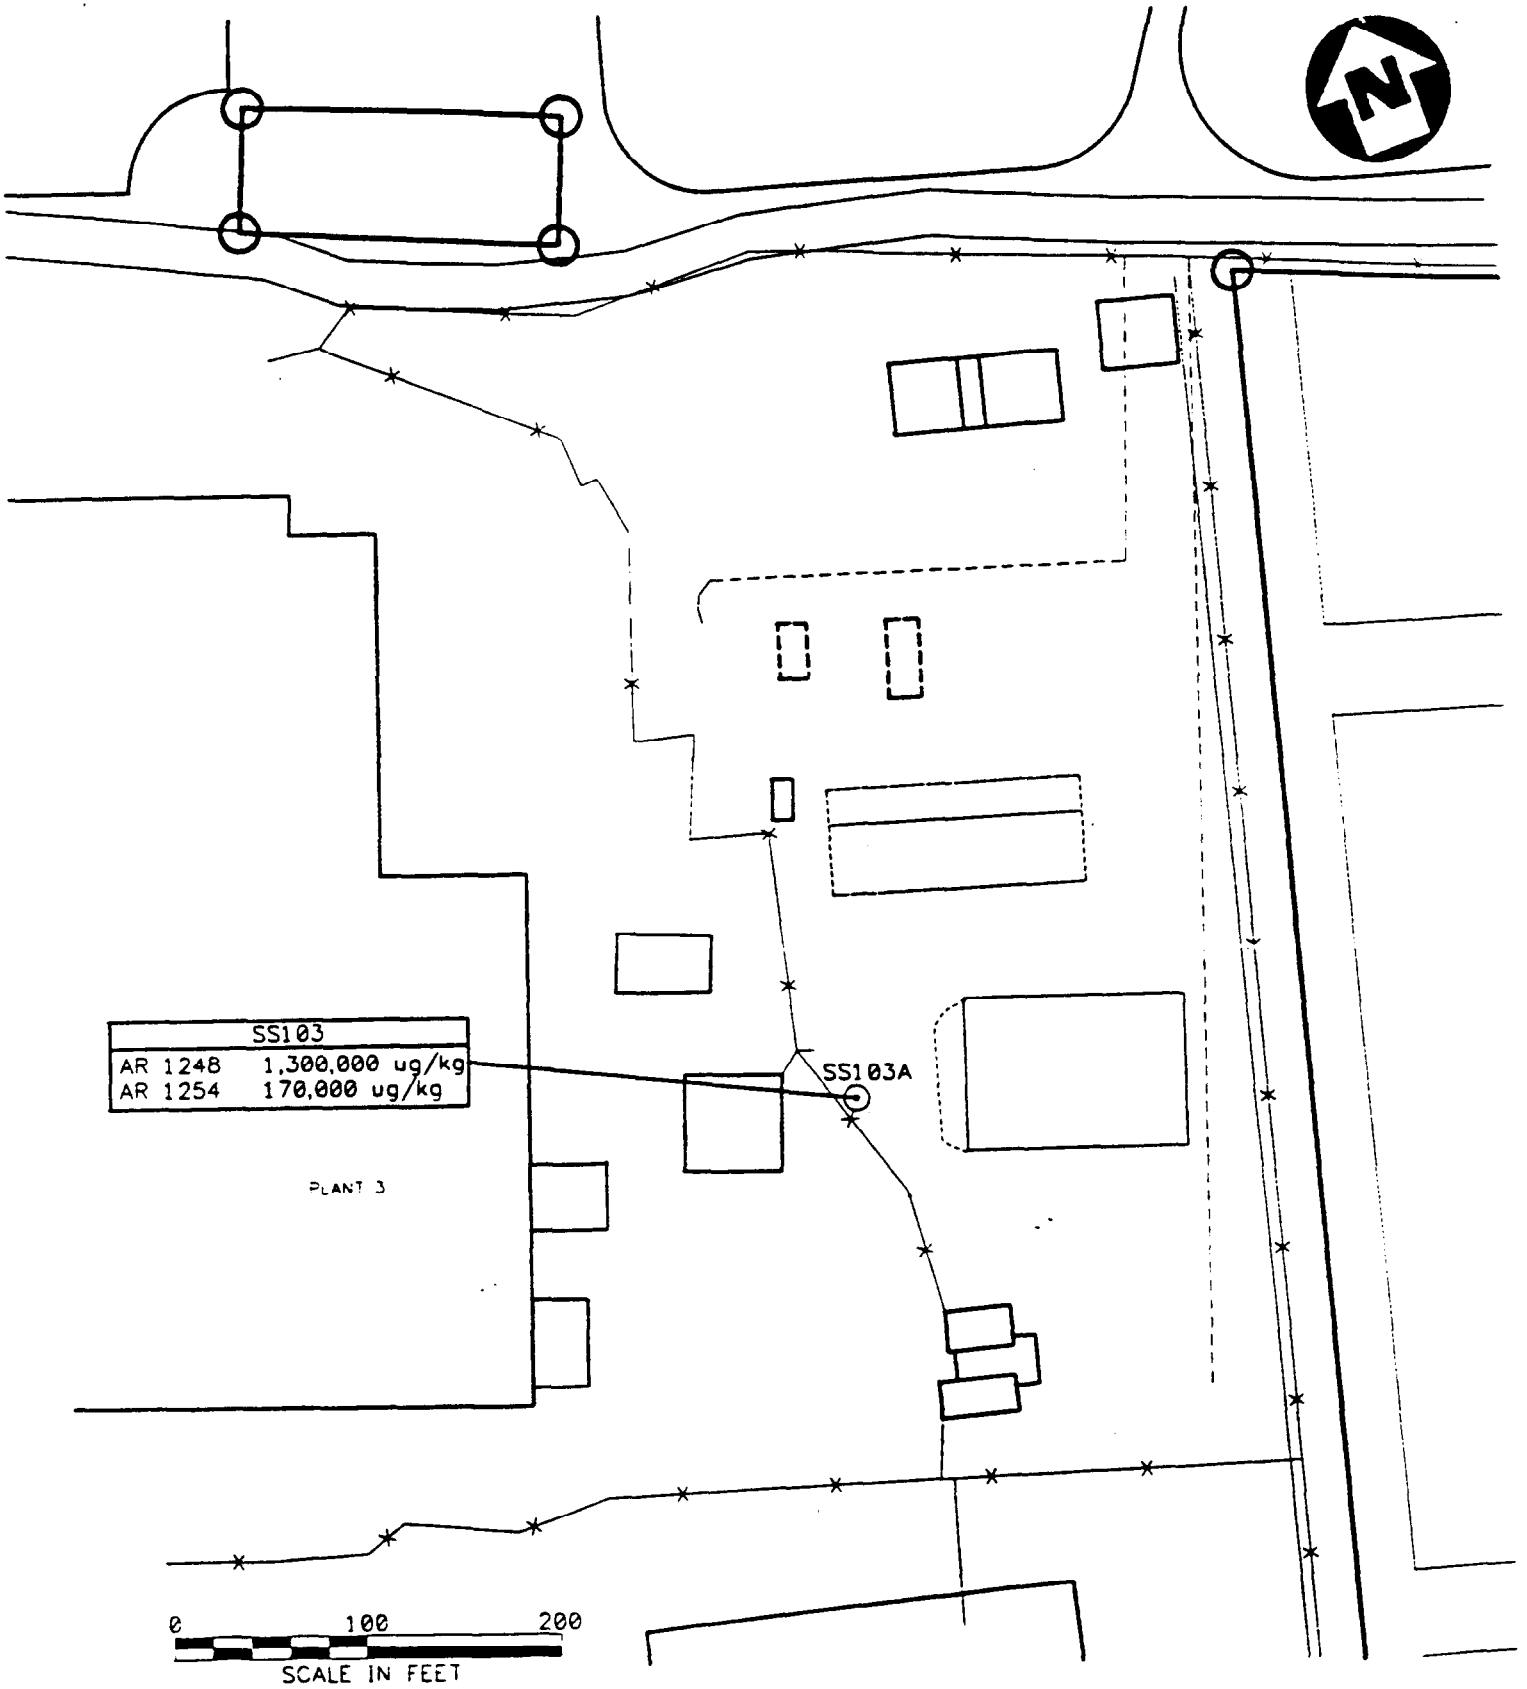 N
SS103
AR 1248 1,300,000 ug/kg
AR 1254 170,000 ug/kg
SS103A
PLANT 3
0 100 200
SCALE IN FEET